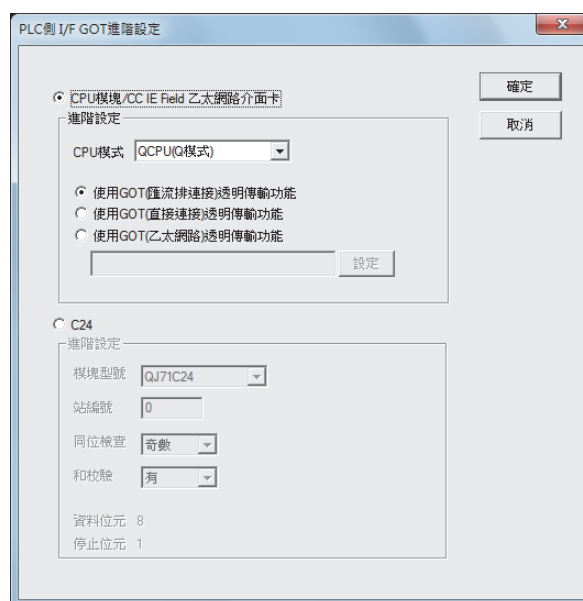 PLC側 I/F GOT進階設定
CPU模塊/CC IE Field 乙太網路介面卡
確定
進階設定
取消
CPU模式 QCPU(Q模式)
使用GOT(匯流排連接)透明傳輸功能
使用GOT(直接連接)透明傳輸功能
使用GOT(乙太網路)透明傳輸功能
設定
C24
進階設定
模塊型號 QJ71C24
站編號 0
同位檢查 奇數
和校驗 有
資料位元 8
停止位元 1